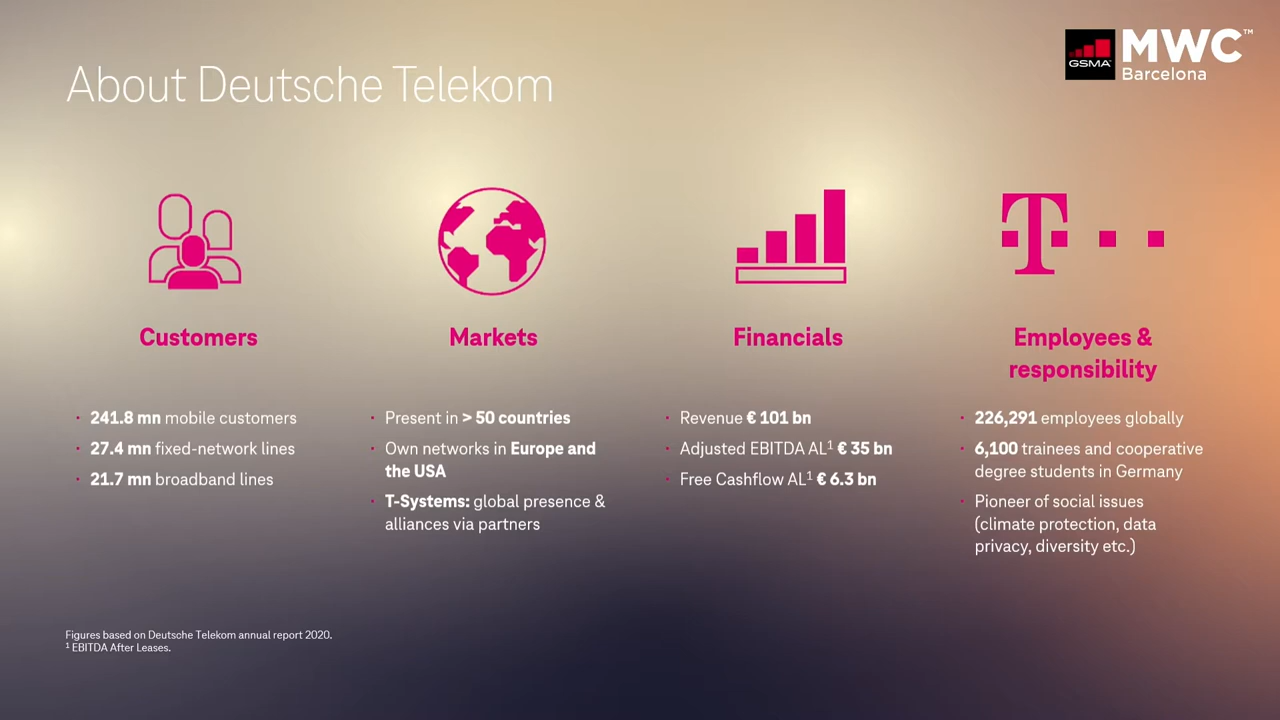 About Deutsche Telekom
GSMA™
MWC™
Barcelona
T
Customers
• 241.8 mn mobile customers
• 27.4 mn fixed-network lines
• 21.7 mn broadband lines
Markets
• Present in > 50 countries
• Own networks in Europe and
the USA
• T-Systems: global presence &
alliances via partners
Financials
• Revenue € 101 bn
• Adjusted EBITDA AL¹ € 35 bn
• Free Cashflow AL¹ € 6.3 bn
Employees &
responsibility
• 226,291 employees globally
• 6,100 trainees and cooperative
degree students in Germany
• Pioneer of social issues
(climate protection, data
privacy, diversity etc.)
Figures based on Deutsche Telekom annual report 2020.
¹ EBITDA After Leases.